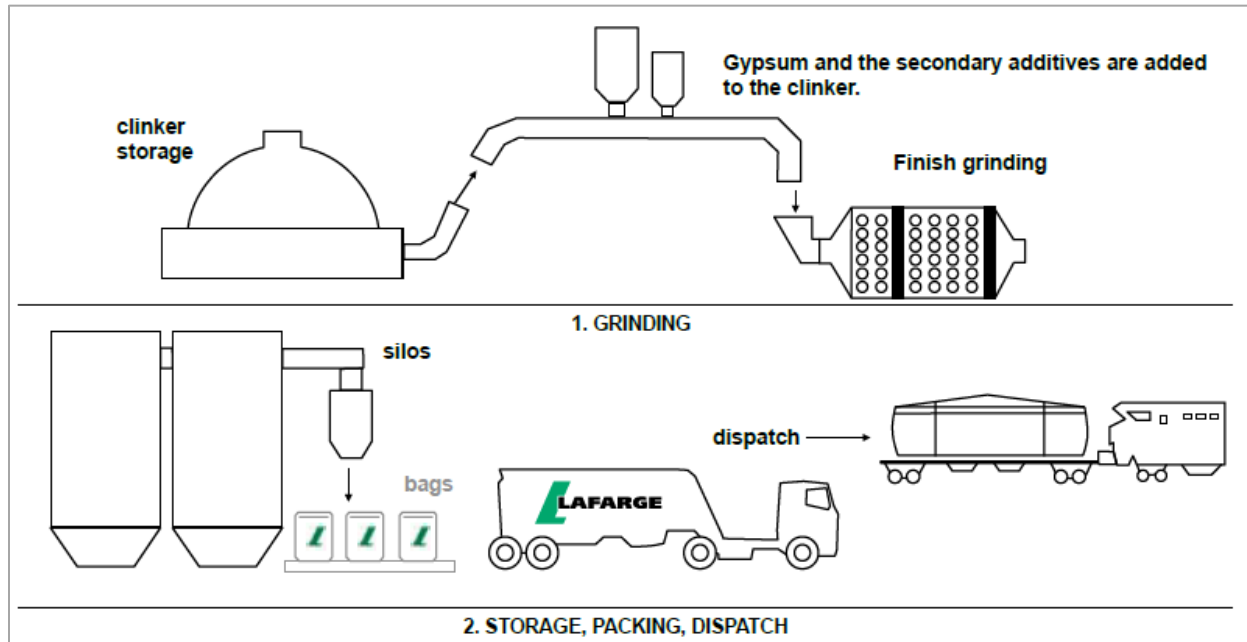 Gypsum and the secondary additives are added
to the clinker.
clinker
storage
Finish grinding
1. GRINDING
silos
dispatch
bags
LAFARGE
2. STORAGE, PACKING, DISPATCH